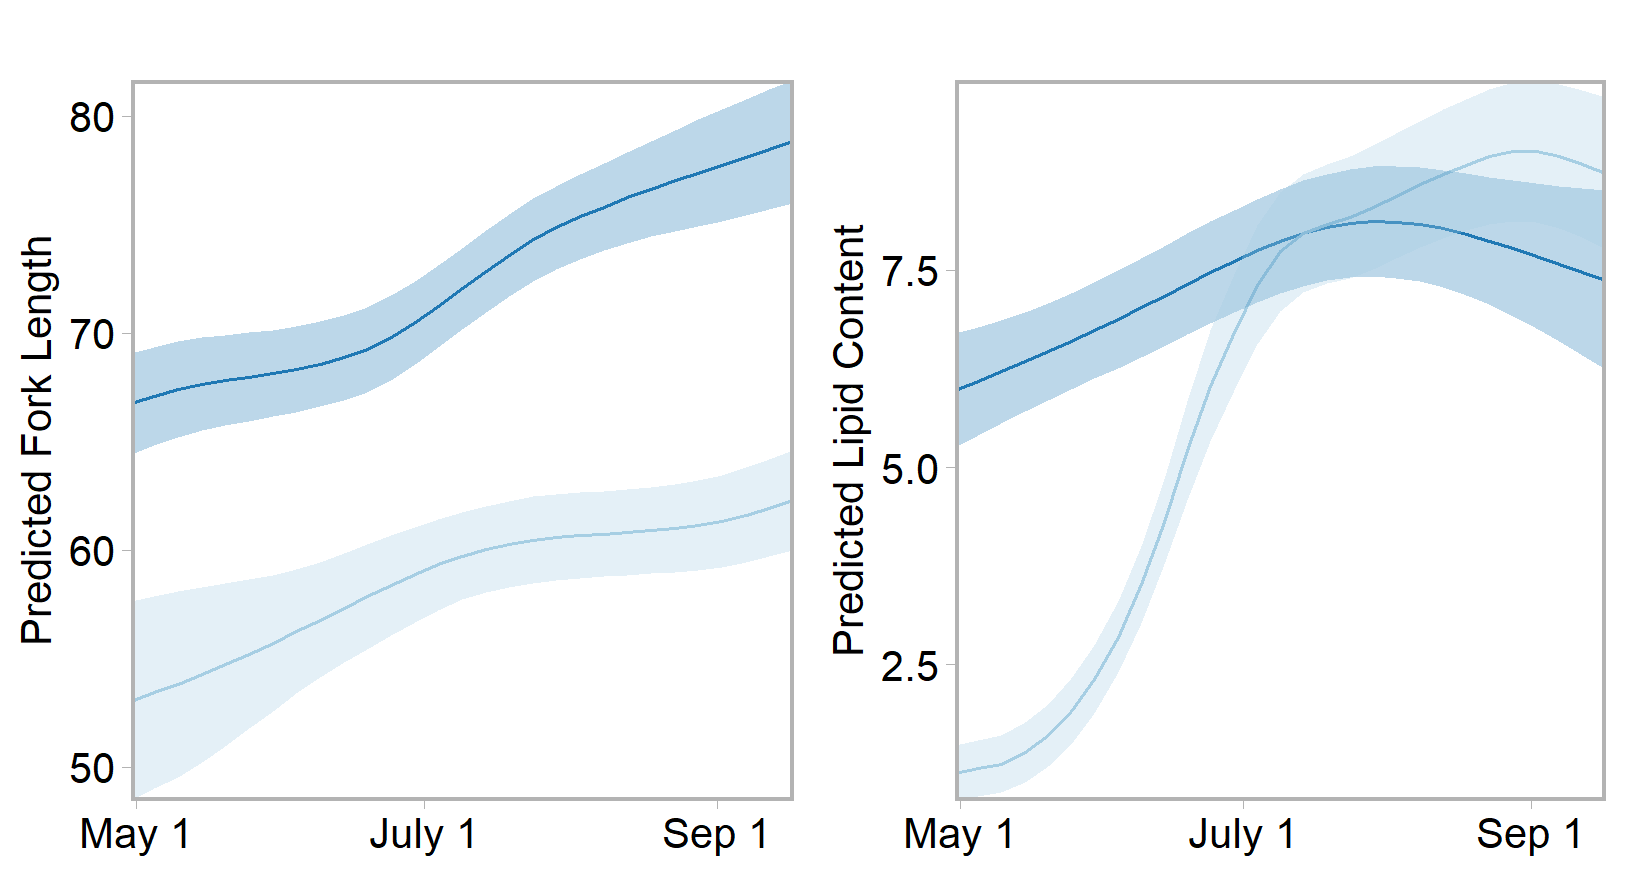 Predicted Fork Length
80
70
60
50
May 1
July 1
Sep 1
Predicted Lipid Content
7.5
5.0
2.5
May 1
July 1
Sep 1